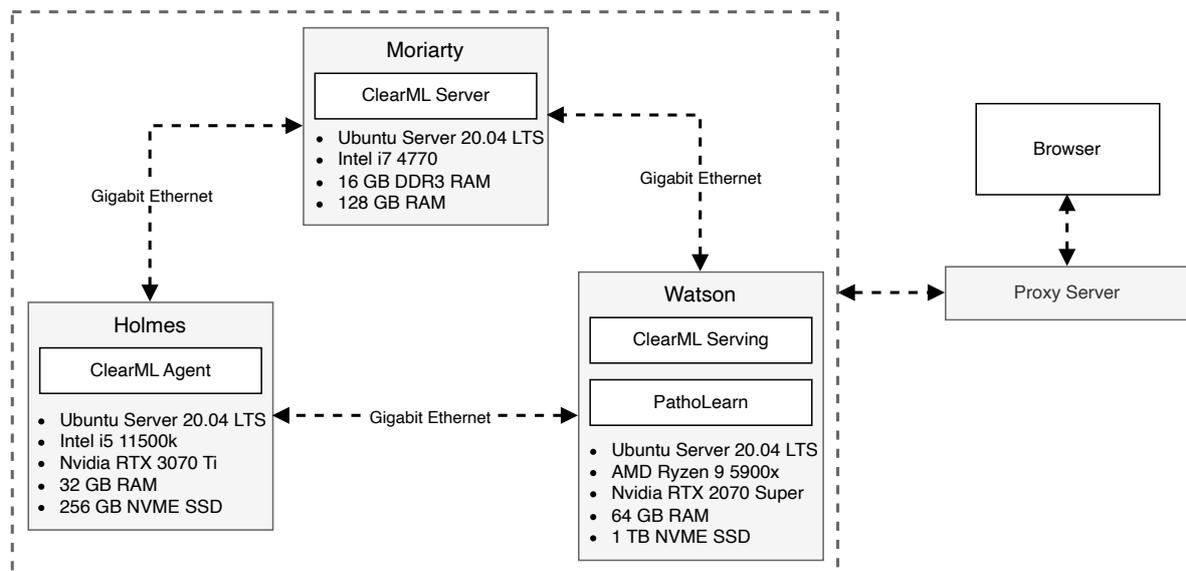 Moriarty
ClearML Server
• Ubuntu Server 20.04 LTS
• Intel i7 4770
• 16 GB DDR3 RAM
• 128 GB RAM
Gigabit Ethernet
Gigabit Ethernet
Browser
Proxy Server
Holmes
ClearML Agent
• Ubuntu Server 20.04 LTS
• Intel i5 11500k
• Nvidia RTX 3070 Ti
• 32 GB RAM
• 256 GB NVME SSD
Gigabit Ethernet
Watson
ClearML Serving
PathoLearn
• Ubuntu Server 20.04 LTS
• AMD Ryzen 9 5900x
• Nvidia RTX 2070 Super
• 64 GB RAM
• 1 TB NVME SSD